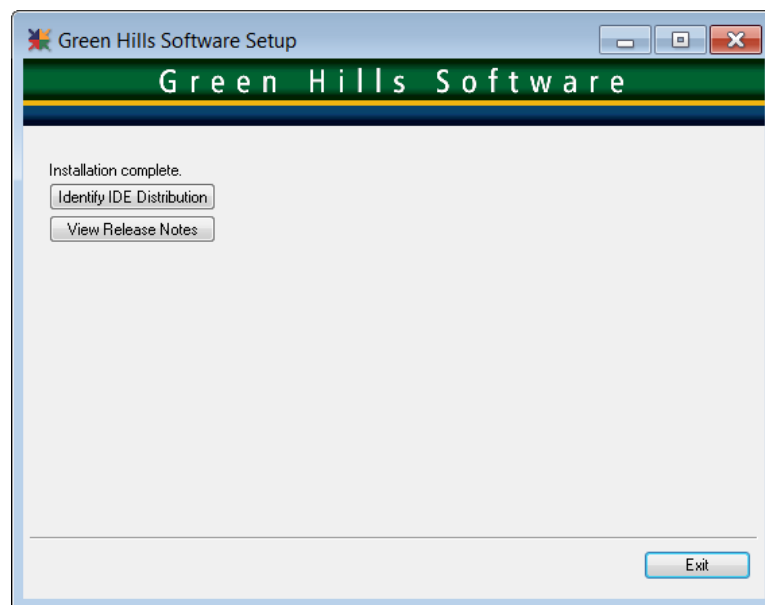 Green Hills Software Setup
Green Hills Software
Installation complete.
Identify IDE Distribution
View Release Notes
Exit